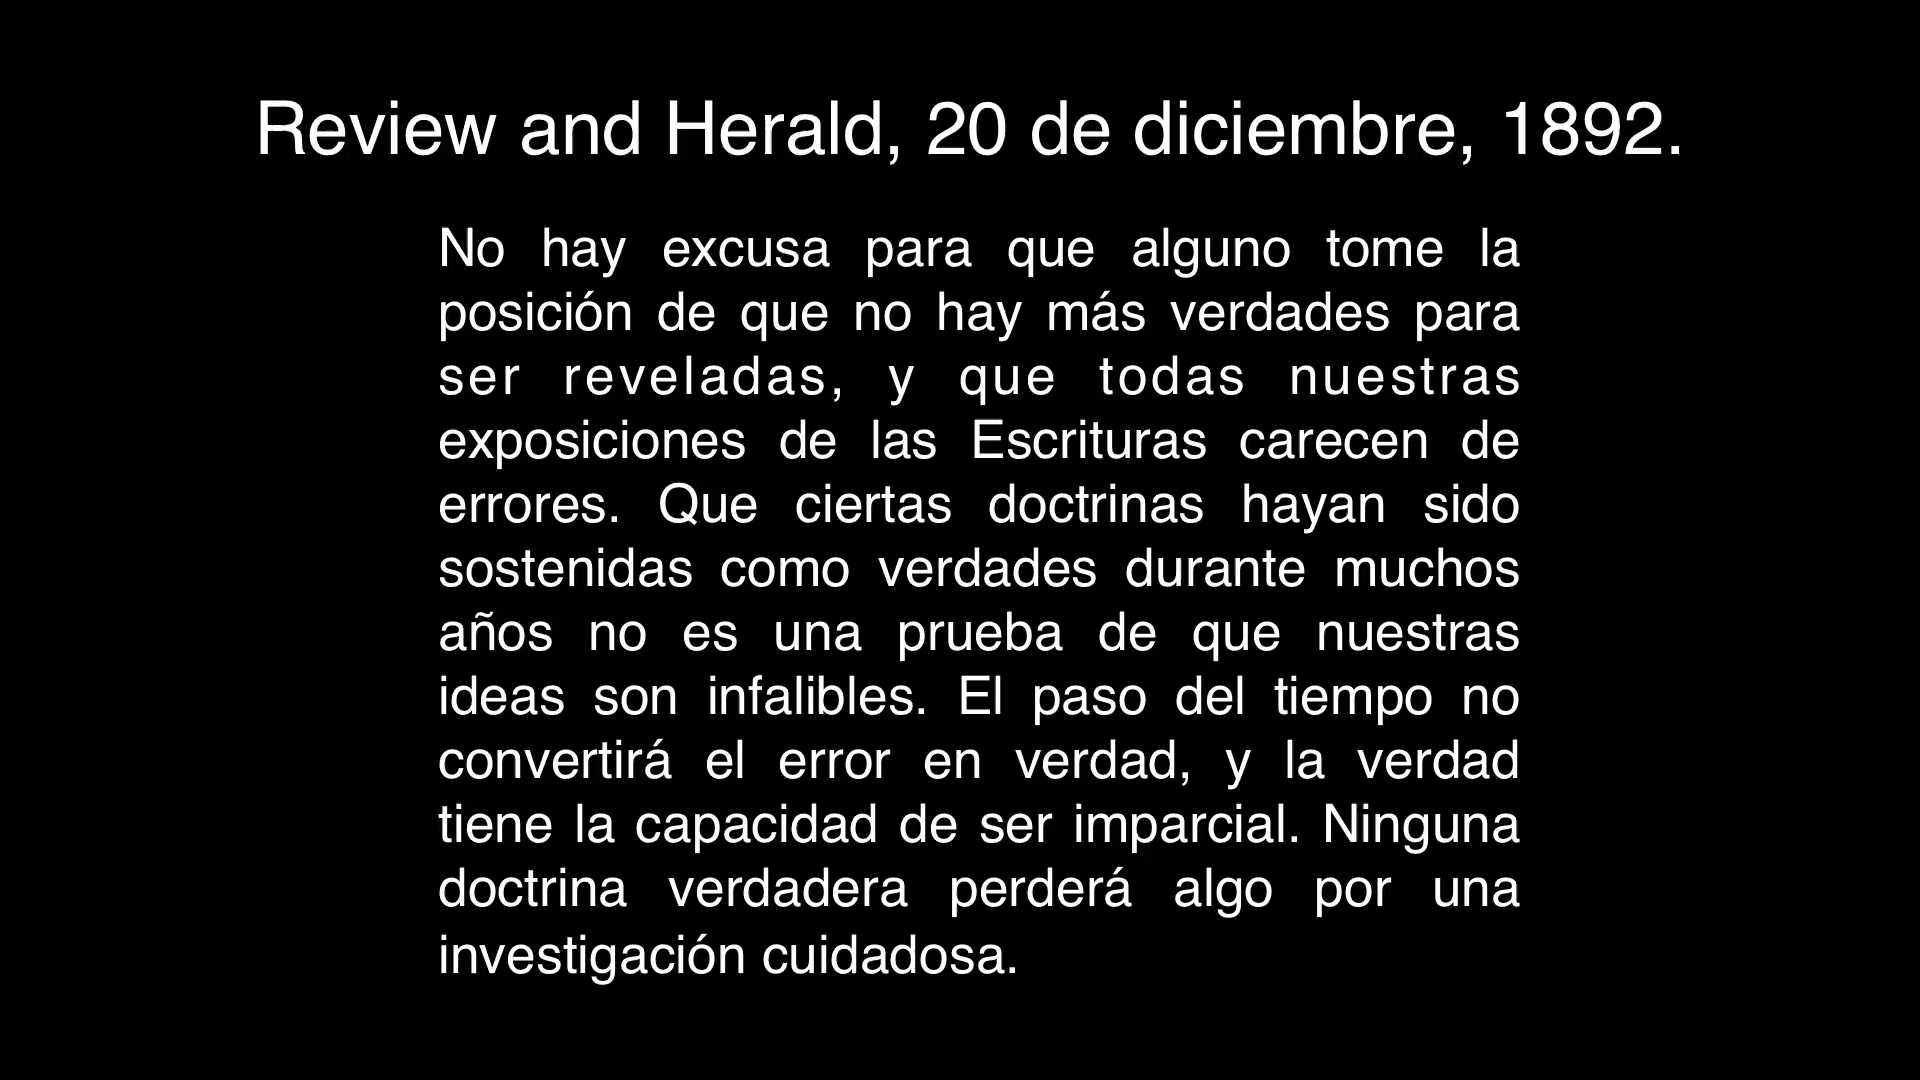 Review and Herald, 20 de diciembre, 1892.
No hay excusa para que alguno tome la
posición de que no hay más verdades para
ser reveladas, y que todas nuestras
exposiciones de las Escrituras carecen de
errores. Que ciertas doctrinas hayan sido
sostenidas como verdades durante muchos
años no es una prueba de que nuestras
ideas son infalibles. El paso del tiempo no
convertirá el error en verdad, y la verdad
tiene la capacidad de ser imparcial. Ninguna
doctrina verdadera perderá algo por una
investigación cuidadosa.